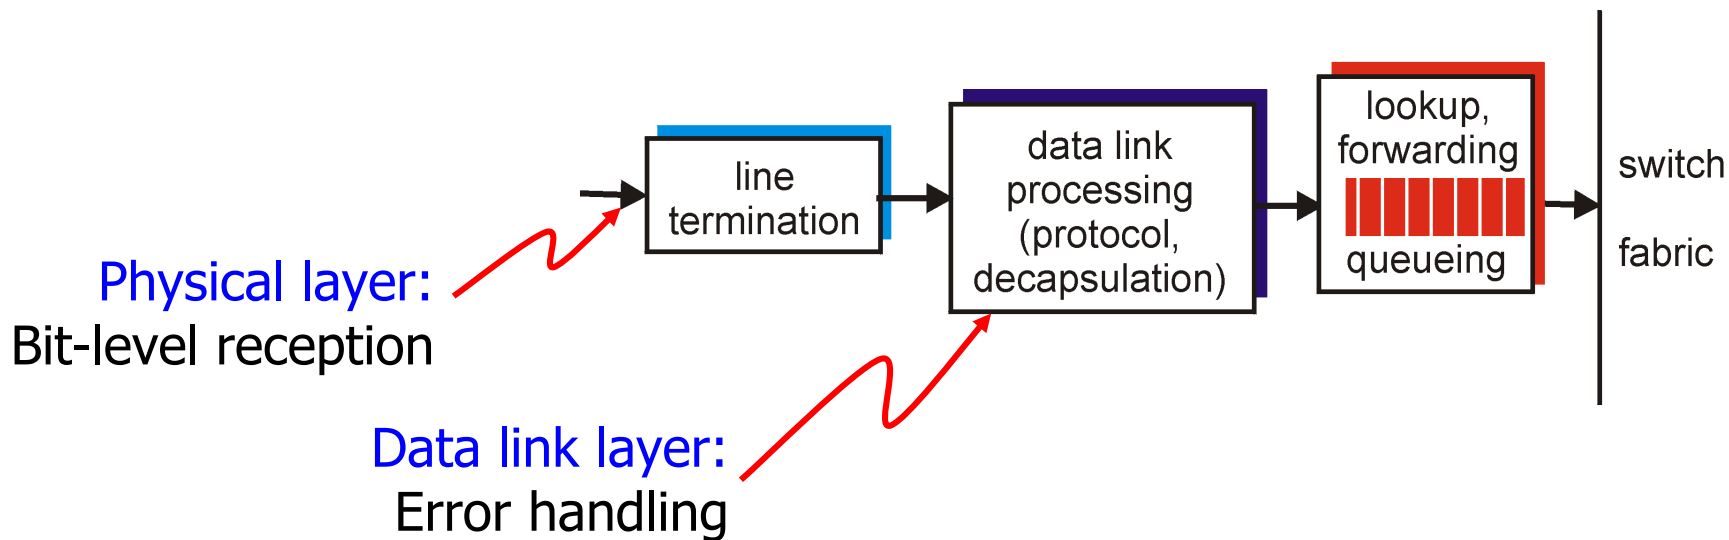 line
termination
data link
processing
(protocol,
decapsulation)
lookup,
forwarding
queueing
switch
fabric
Physical layer:
Bit-level reception
Data link layer:
Error handling